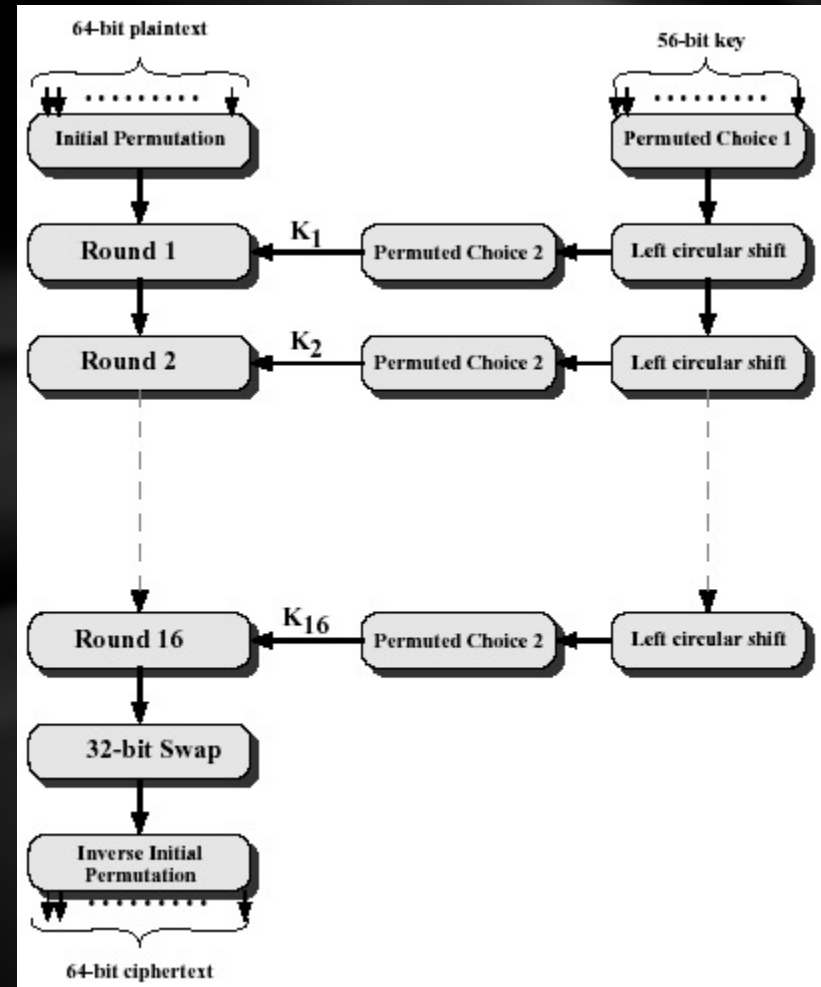 64-bit plaintext
56-bit key
Initial Permutation
Permuted Choice 1
Round 1
K1
Permuted Choice 2
Left circular shift
Round 2
K2
Permuted Choice 2
Left circular shift
Round 16
K16
Permuted Choice 2
Left circular shift
32-bit Swap
Inverse Initial
Permutation
64-bit ciphertext